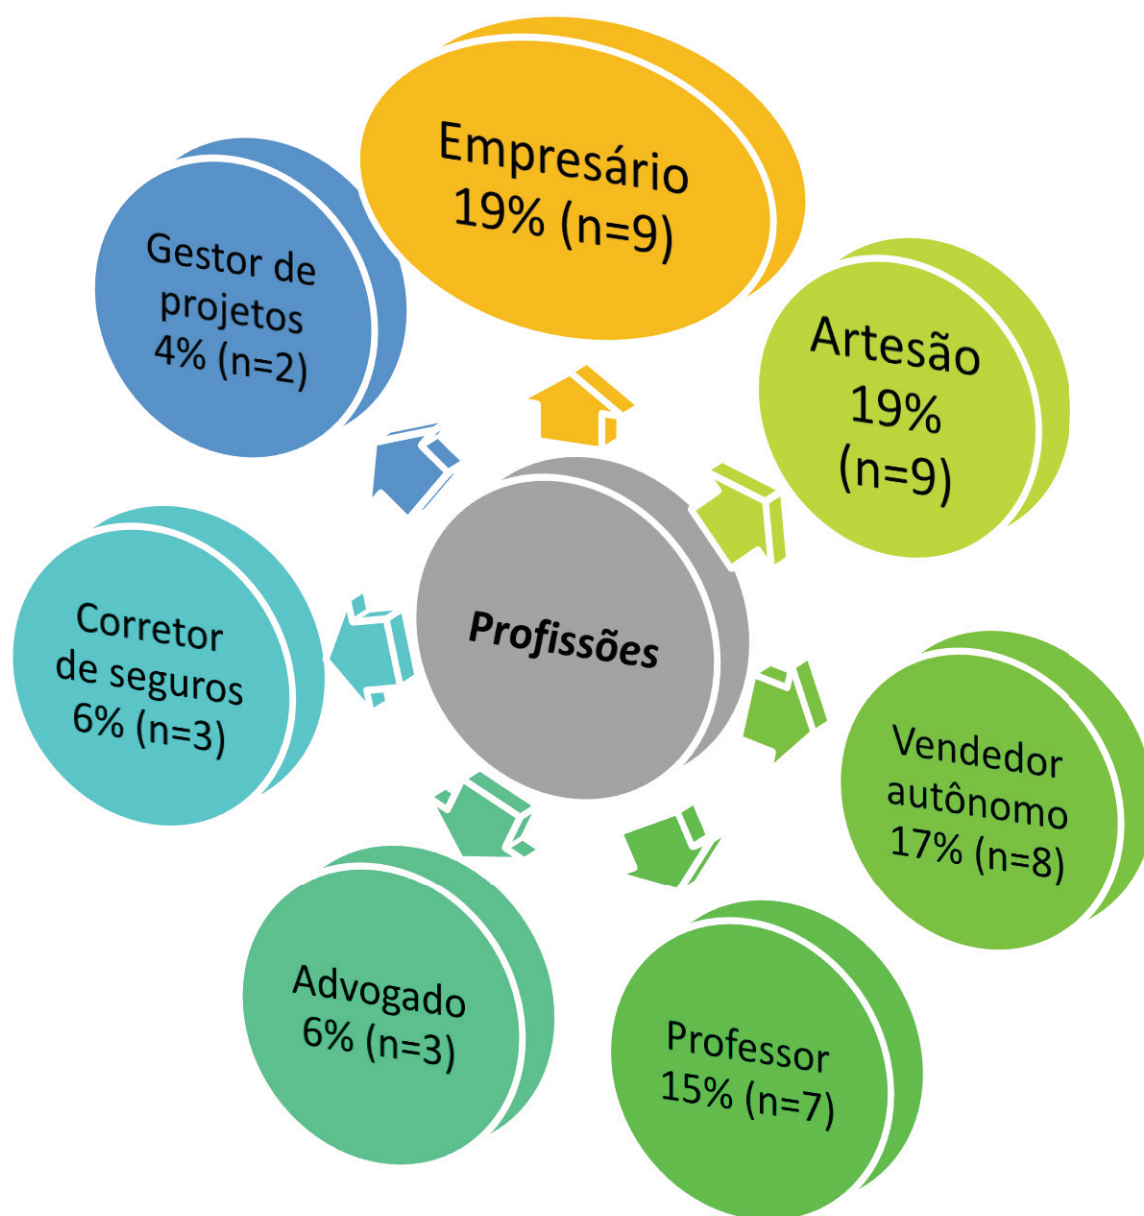 Empresário
19% (n=9)
Artesão
19%
(n=9)
Vendedor
autônomo
17% (n=8)
Professor
15% (n=7)
Advogado
6% (n=3)
Corretor
de seguros
6% (n=3)
Gestor de
projetos
4% (n=2)
Profissões